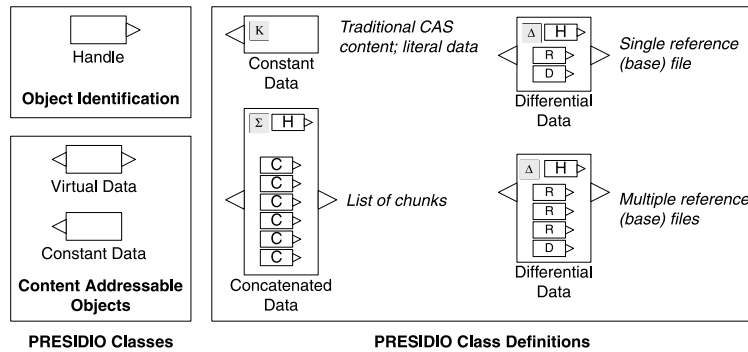 Handle
Object Identification
Virtual Data
Constant Data
Content Addressable
Objects
PRESIDIO Classes
K
Constant
Data
Traditional CAS
content; literal data
Σ
H
C
C
C
C
C
C
Concatenated
Data
List of chunks
Δ
H
R
D
Differential
Data
Single reference
(base) file
Δ
H
R
R
R
D
Differential
Data
Multiple reference
(base) files
PRESIDIO Class Definitions